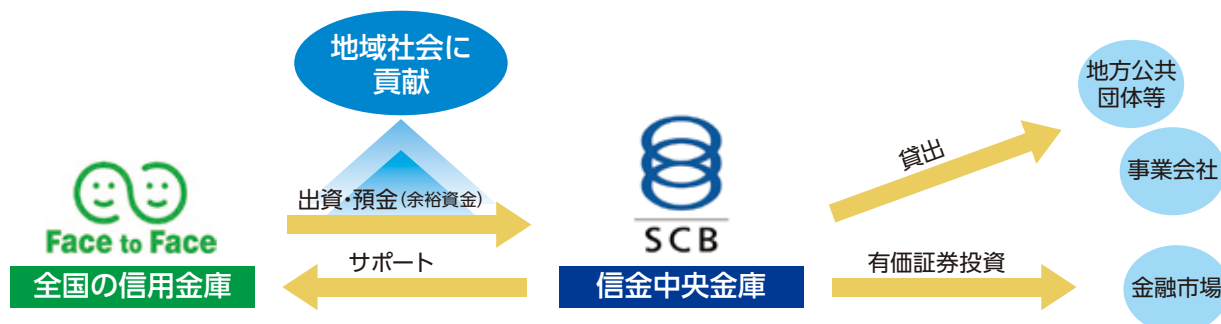 地域社会に
貢献
Face to Face
全国の信用金庫
出資・預金(余裕資金)
サポート
SCB
信金中央金庫
貸出
有価証券投資
地方公共
団体等
事業会社
金融市場